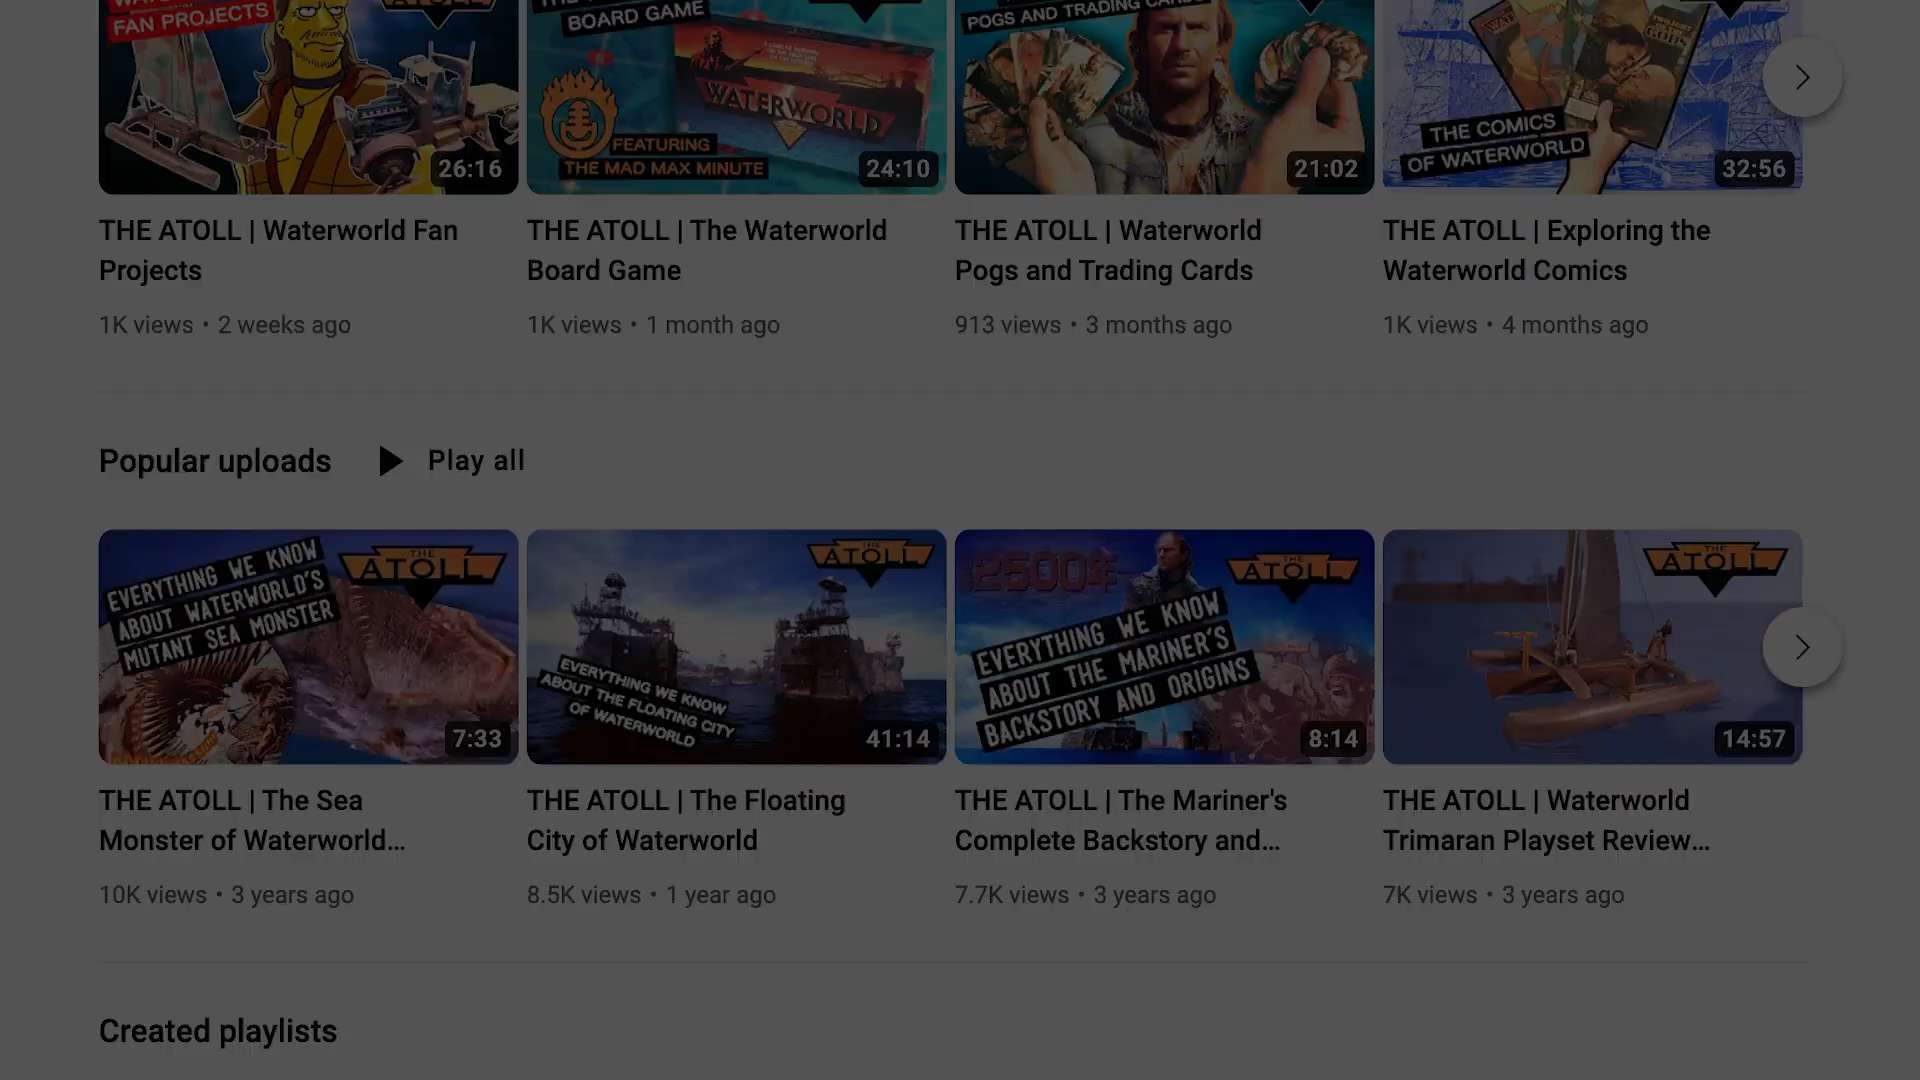 FAN PROJECTS
BOARD GAME
POGS AND TRADING CARDS
WATERWORLD
FEATURING
THE MAD MAX MINUTE
THE COMICS
OF WATERWORLD
26:16
24:10
21:02
32:56
THE ATOLL | Waterworld Fan
Projects
1K views • 2 weeks ago
THE ATOLL | The Waterworld
Board Game
1K views • 1 month ago
THE ATOLL | Waterworld
Pogs and Trading Cards
913 views • 3 months ago
THE ATOLL | Exploring the
Waterworld Comics
1K views • 4 months ago
Popular uploads
Play all
EVERYTHING WE KNOW
ABOUT WATERWORLD'S
MUTANT SEA MONSTER
THE
ATOLL
7:33
THE
ATOLL
EVERYTHING WE KNOW
ABOUT THE FLOATING CITY
OF WATERWORLD
41:14
2500
THE
ATOLL
EVERYTHING WE KNOW
ABOUT THE MARINER'S
BACKSTORY AND ORIGINS
8:14
THE
ATOLL
14:57
THE ATOLL | The Sea
Monster of Waterworld...
10K views • 3 years ago
THE ATOLL | The Floating
City of Waterworld
8.5K views • 1 year ago
THE ATOLL | The Mariner's
Complete Backstory and...
7.7K views • 3 years ago
THE ATOLL | Waterworld
Trimaran Playset Review...
7K views • 3 years ago
Created playlists